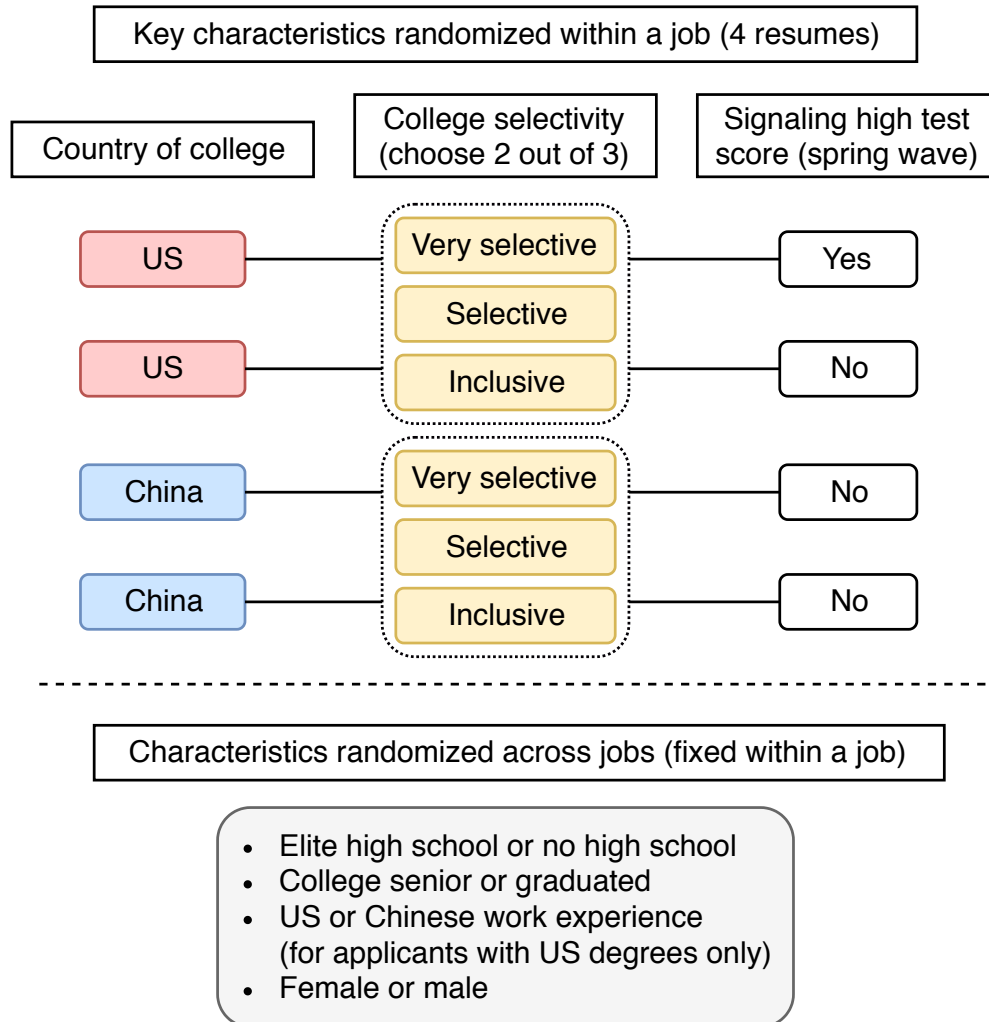 Key characteristics randomized within a job (4 resumes)
Country of college
College selectivity
(choose 2 out of 3)
Signaling high test
score (spring wave)
US
Very selective
Yes
Selective
US
Inclusive
No
China
Very selective
No
Selective
China
Inclusive
No
Characteristics randomized across jobs (fixed within a job)
• Elite high school or no high school
• College senior or graduated
• US or Chinese work experience
(for applicants with US degrees only)
• Female or male